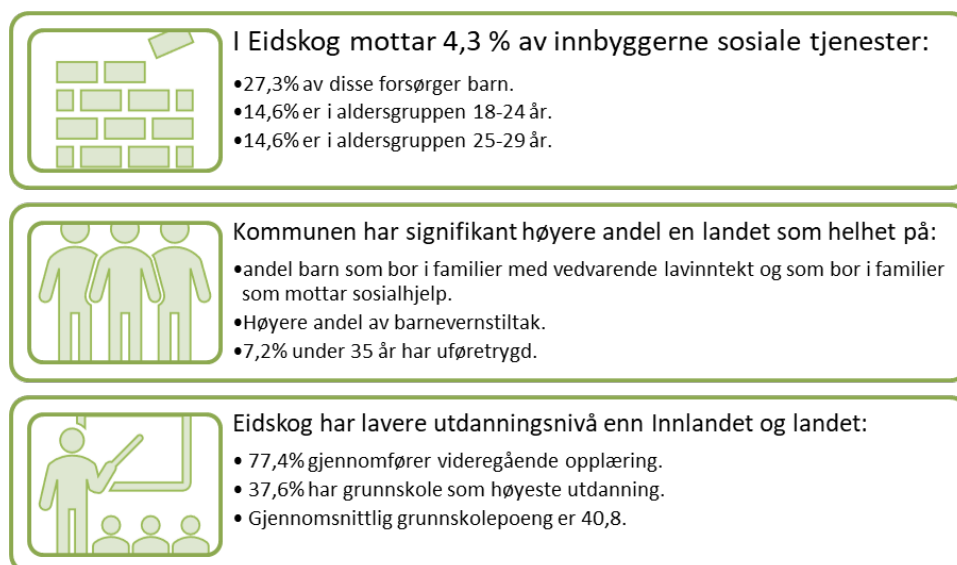 I Eidskog mottar 4,3 % av innbyggerne sosiale tjenester:
•27,3% av disse forsørger barn.
•14,6% er i aldersgruppen 18-24 år.
•14,6% er i aldersgruppen 25-29 år.
Kommunen har signifikant høyere andel en landet som helhet på:
•andel barn som bor i familier med vedvarende lavinntekt og som bor i familier
som mottar sosialhjelp.
•Høyere andel av barnevernstiltak.
•7,2% under 35 år har uføretrygd.
Eidskog har lavere utdanningsnivå enn Innlandet og landet:
• 77,4% gjennomfører videregående opplæring.
• 37,6% har grunnskole som høyeste utdanning.
• Gjennomsnittlig grunnskolepoeng er 40,8.